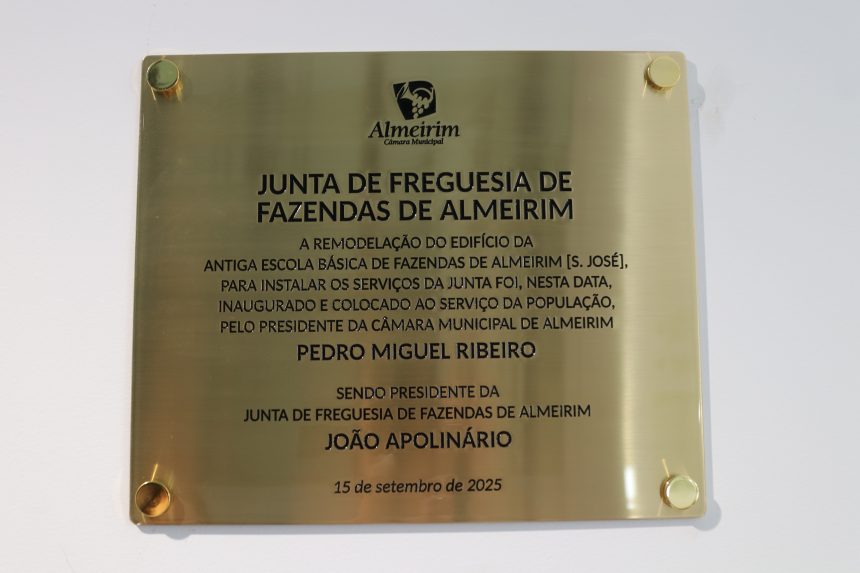 Almeirim
Câmara Municipal
JUNTA DE FREGUESIA DE
FAZENDAS DE ALMEIRIM
A REMODELAÇÃO DO EDIFÍCIO DA
ANTIGA ESCOLA BÁSICA DE FAZENDAS DE ALMEIRIM [S. JOSÉ],
PARA INSTALAR OS SERVIÇOS DA JUNTA FOI, NESTA DATA,
INAUGURADO E COLOCADO AO SERVIÇO DA POPULAÇÃO,
PELO PRESIDENTE DA CÂMARA MUNICIPAL DE ALMEIRIM
PEDRO MIGUEL RIBEIRO
SENDO PRESIDENTE DA
JUNTA DE FREGUESIA DE FAZENDAS DE ALMEIRIM
JOÃO APOLINÁRIO
15 de setembro de 2025